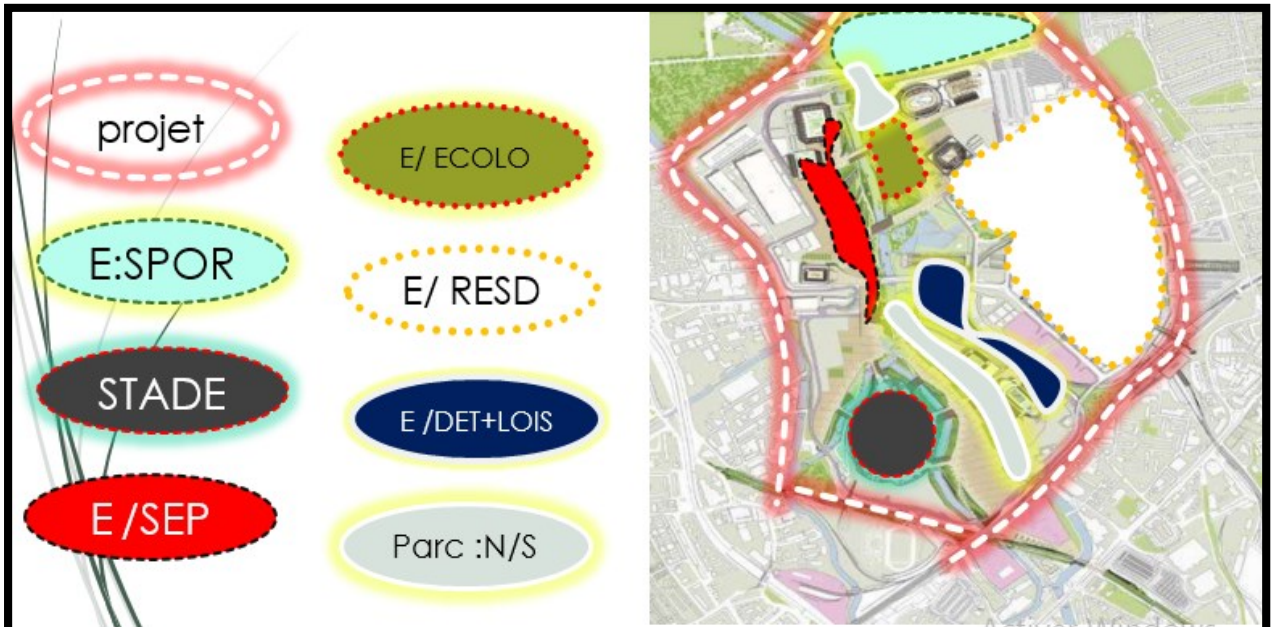 projet
E:SPOR
STADE
E /SEP
E/ ECOLO
E/ RESD
E /DET+LOIS
Parc :N/S